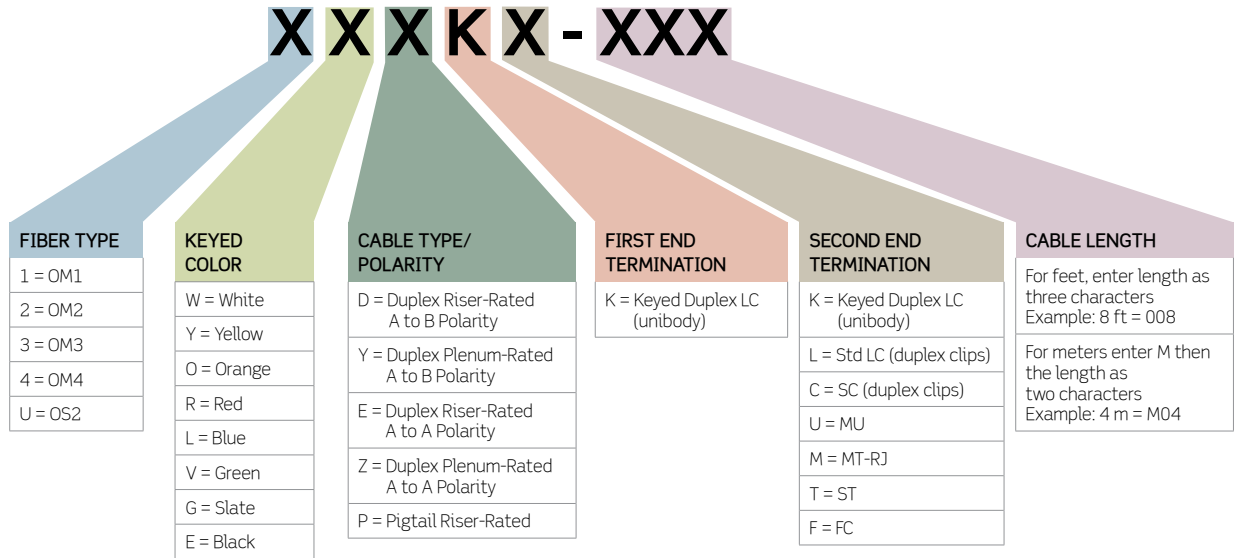 X X X K X - XXX
FIBER TYPE
1 = OM1
2 = OM2
3 = OM3
4 = OM4
U = OS2
KEYED
COLOR
W = White
Y = Yellow
O = Orange
R = Red
L = Blue
V = Green
G = Slate
E = Black
CABLE TYPE/
POLARITY
D = Duplex Riser-Rated
A to B Polarity
Y = Duplex Plenum-Rated
A to B Polarity
E = Duplex Riser-Rated
A to A Polarity
Z = Duplex Plenum-Rated
A to A Polarity
P = Pigtail Riser-Rated
FIRST END
TERMINATION
K = Keyed Duplex LC
(unibody)
SECOND END
TERMINATION
K = Keyed Duplex LC
(unibody)
L = Std LC (duplex clips)
C = SC (duplex clips)
U = MU
M = MT-RJ
T = ST
F = FC
CABLE LENGTH
For feet, enter length as
three characters
Example: 8 ft = 008
For meters enter M then
the length as
two characters
Example: 4 m = M04